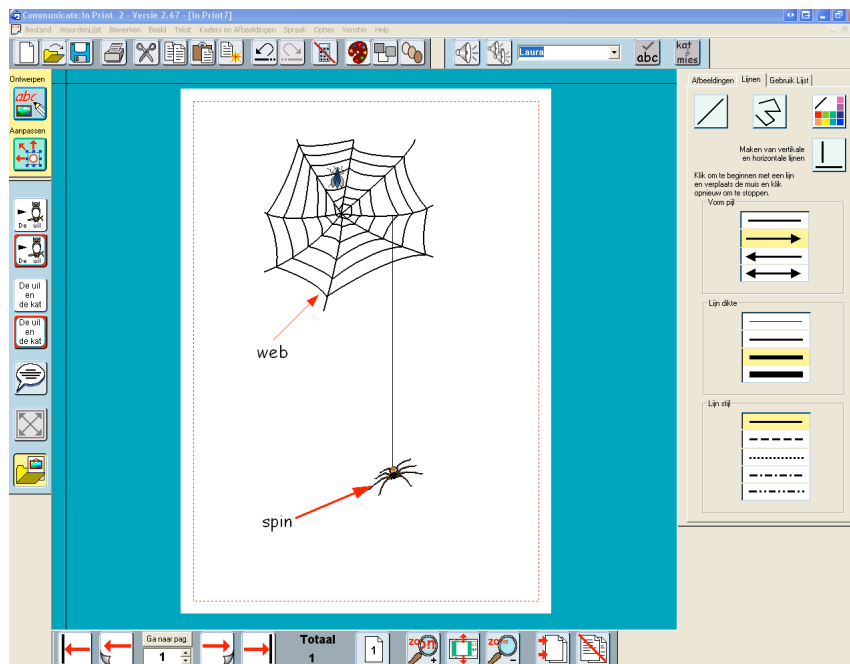 Communicate:In Print 2 - Versie 2.67 - [In Print7]
Bestand WoordenLijst Bewerken Beeld Tekst Kaders en Afbeeldingen Spraak Opties Venster Help
Laura
abc
kat
mies
Ontwerpen
abc
Aanpassen
De uil
De uil
De uil
en
de kat
De uil
en
de kat
web
spin
Afbeeldingen Lijnen Gebruik Lijst
Maken van vertikale
en horizontale lijnen
Klik om te beginnen met een lijn
en verplaats de muis en klik
opnieuw om te stoppen.
Vorm pijl
Lijn dikte
Lijn stijl
Ga naar pag.
1
Totaal
1
1
zoom
+
zoom
-